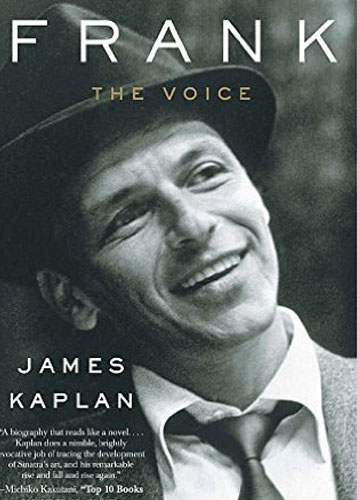 FRANK
THE VOICE
JAMES
KAPLAN
"A biography that reads like a novel. . . .
Kaplan does a nimble, brightly
evocative job of tracing the development
of Sinatra's art, and his remarkable
rise and fall and rise again."
—Michiko Kakutani, "Top 10 Books